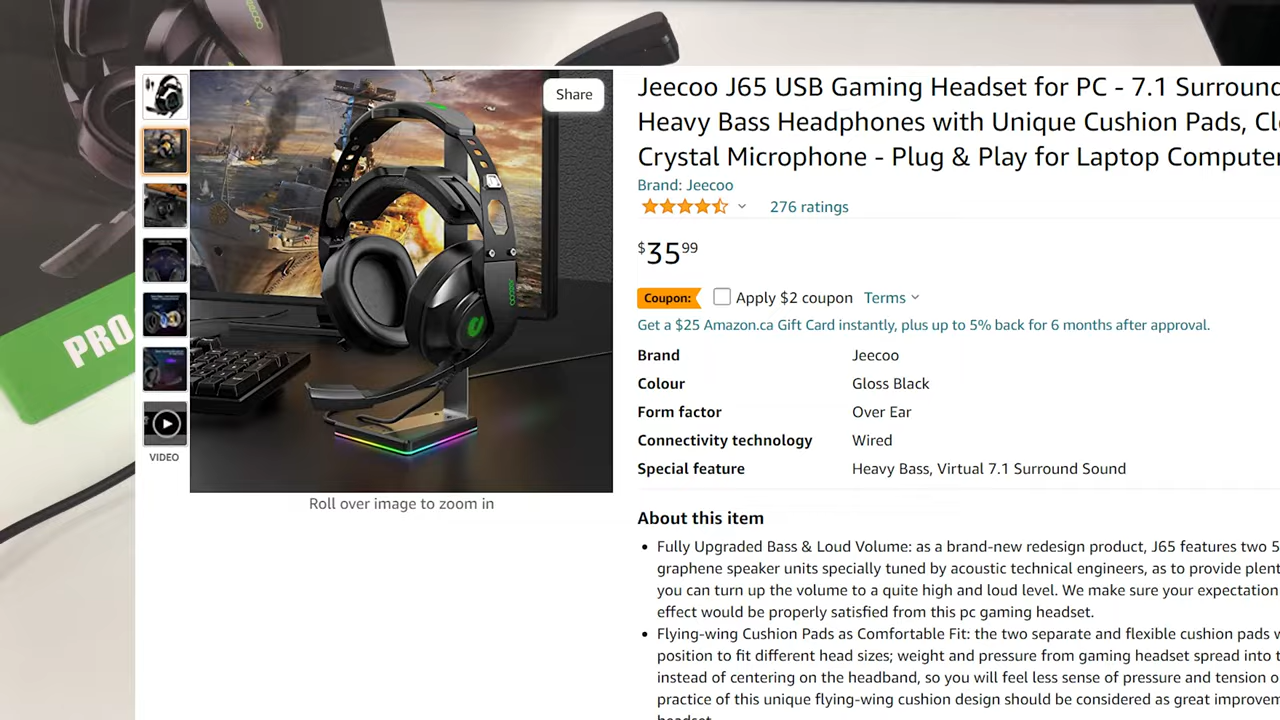 PRO
Share
VIDEO
Roll over image to zoom in
Jeecoo J65 USB Gaming Headset for PC - 7.1 Surround
Heavy Bass Headphones with Unique Cushion Pads,
Crystal Microphone - Plug & Play for Laptop Computer
Brand: Jeecoo
276 ratings
$35 99
Coupon: Apply $2 coupon Terms
Get a $25 Amazon.ca Gift Card instantly, plus up to 5% back for 6 months after approval.
Brand Jeecoo
Colour Gloss Black
Form factor Over Ear
Connectivity technology Wired
Special feature Heavy Bass, Virtual 7.1 Surround Sound
About this item
• Fully Upgraded Bass & Loud Volume: as a brand-new redesign product, J65 features two 5
graphene speaker units specially tuned by acoustic technical engineers, as to provide
you can turn up the volume to a quite high and loud level. We make sure your expectation
effect would be properly satisfied from this pc gaming headset.
• Flying-wing Cushion Pads as Comfortable Fit: the two separate and flexible cushion pads
position to fit different head sizes; weight and pressure from gaming headset spread into
instead of centering on the headband, so you will feel less sense of pressure and tension
practice of this unique flying-wing cushion design should be considered as great
headset.